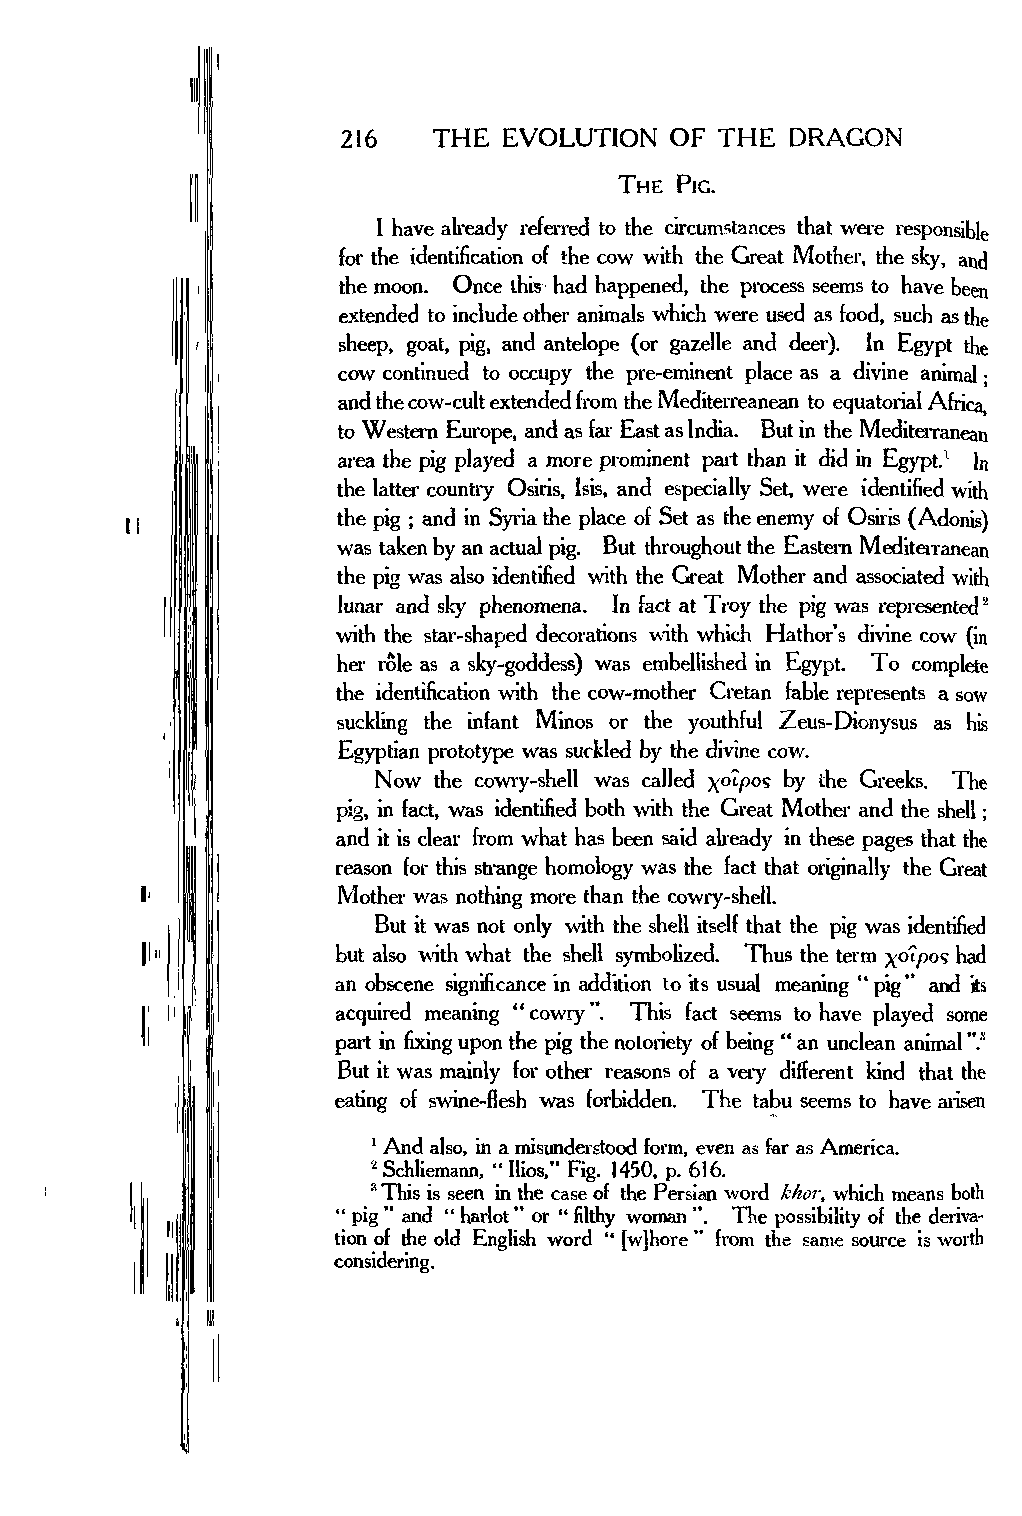 216 THE EVOLUTION OF THE DRAGON
THE PIG.
I have already referred to the circumstances that were responsible
for the identification of the cow with the Great Mother, the sky, and
the moon. Once this had happened, the process seems to have been
extended to include other animals which were used as food, such as the
sheep, goat, pig, and antelope (or gazelle and deer). In Egypt the
cow continued to occupy the pre-eminent place as a divine animal ;
and the cow-cult extended from the Mediterreanean to equatorial Africa,
to Western Europe, and as far East as India. But in the Mediterranean
area the pig played a more prominent part than it did in Egypt.¹ In
the latter country Osiris, Isis, and especially Set, were identified with
the pig ; and in Syria the place of Set as the enemy of Osiris (Adonis)
was taken by an actual pig. But throughout the Eastern Mediterranean
the pig was also identified with the Great Mother and associated with
lunar and sky phenomena. In fact at Troy the pig was represented²
with the star-shaped decorations with which Hathor's divine cow (in
her rôle as a sky-goddess) was embellished in Egypt. To complete
the identification with the cow-mother Cretan fable represents a sow
suckling the infant Minos or the youthful Zeus-Dionysus as his
Egyptian prototype was suckled by the divine cow.
Now the cowry-shell was called χοῖρος by the Greeks. The
pig, in fact, was identified both with the Great Mother and the shell ;
and it is clear from what has been said already in these pages that the
reason for this strange homology was the fact that originally the Great
Mother was nothing more than the cowry-shell.
But it was not only with the shell itself that the pig was identified
but also with what the shell symbolized. Thus the term χοῖρος had
an obscene significance in addition to its usual meaning “ pig ” and its
acquired meaning “ cowry ”. This fact seems to have played some
part in fixing upon the pig the notoriety of being “ an unclean animal ”.³
But it was mainly for other reasons of a very different kind that the
eating of swine-flesh was forbidden. The tabu seems to have arisen
¹ And also, in a misunderstood form, even as far as America.
² Schliemann, “ Ilios,” Fig. 1450, p. 616.
³ This is seen in the case of the Persian word khor, which means both
“ pig ” and “ harlot ” or “ filthy woman ”. The possibility of the deriva-
tion of the old English word “ [w]hore ” from the same source is worth
considering.